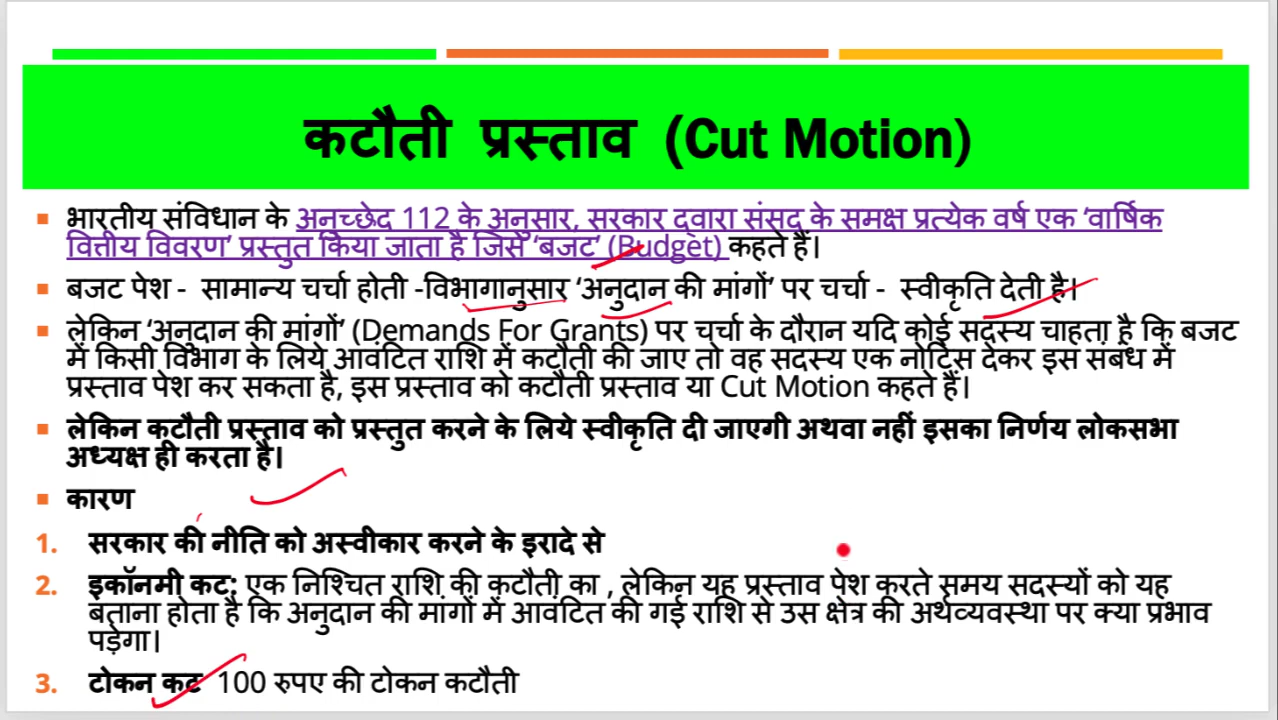 कटौती प्रस्ताव (Cut Motion)
भारतीय संविधान के अनुच्छेद 112 के अनुसार, सरकार द्वारा संसद के समक्ष प्रत्येक वर्ष एक ‘वार्षिक
वित्तीय विवरण’ प्रस्तुत किया जाता है जिसे ‘बजट’ (Budget) कहते हैं।
बजट पेश - सामान्य चर्चा होती -विभागानुसार ‘अनुदान की मांगों’ पर चर्चा - स्वीकृति देती है।
लेकिन ‘अनुदान की मांगों’ (Demands For Grants) पर चर्चा के दौरान यदि कोई सदस्य चाहता है कि बजट
में किसी विभाग के लिये आवंटित राशि में कटौती की जाए तो वह सदस्य एक नोटिस देकर इस संबंध में
प्रस्ताव पेश कर सकता है, इस प्रस्ताव को कटौती प्रस्ताव या Cut Motion कहते हैं।
लेकिन कटौती प्रस्ताव को प्रस्तुत करने के लिये स्वीकृति दी जाएगी अथवा नहीं इसका निर्णय लोकसभा
अध्यक्ष ही करता है।
कारण
1. सरकार की नीति को अस्वीकार करने के इरादे से
2. इकॉनमी कट: एक निश्चित राशि की कटौती का , लेकिन यह प्रस्ताव पेश करते समय सदस्यों को यह
बताना होता है कि अनुदान की मांगों में आवंटित की गई राशि से उस क्षेत्र की अर्थव्यवस्था पर क्या प्रभाव
पड़ेगा।
3. टोकन कट 100 रुपए की टोकन कटौती